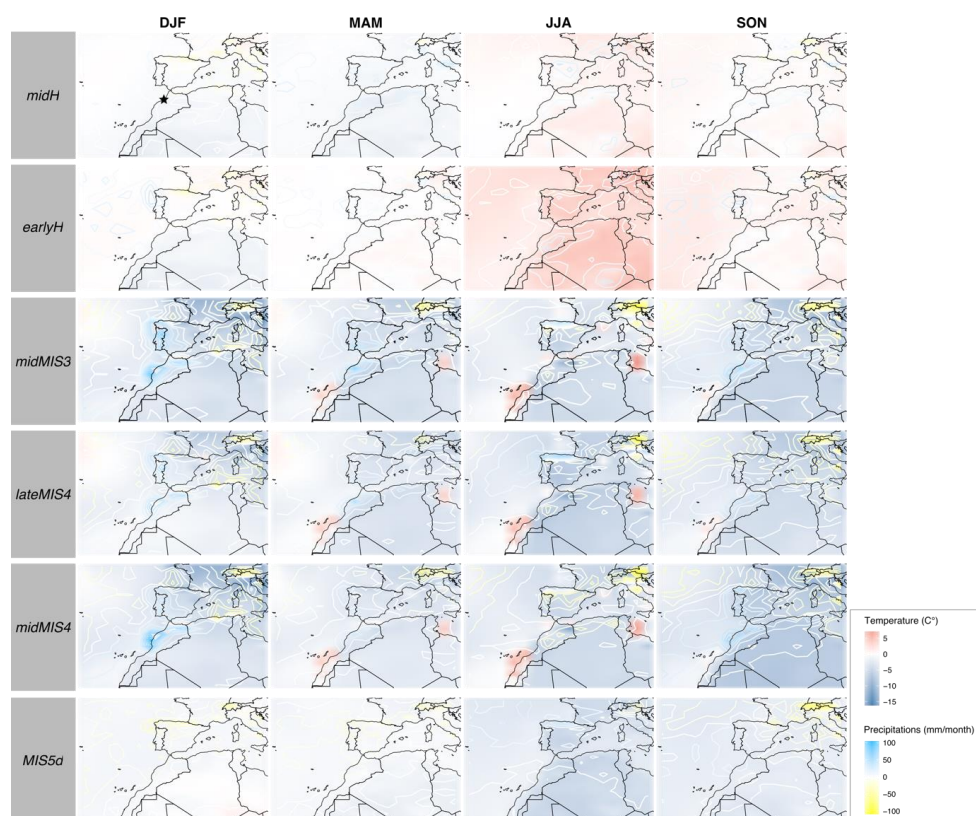 DJF MAM JJA SON
midH
earlyH
midMIS3
lateMIS4
midMIS4
MIS5d
Temperature (C°)
5
0
−5
−10
−15
Precipitations (mm/month)
100
50
0
−50
−100